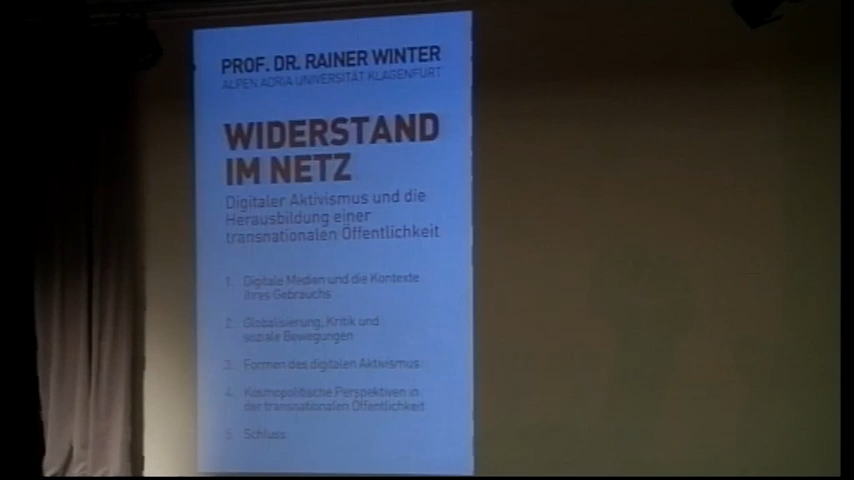 PROF. DR. RAINER WINTER
ALPEN ADRIA UNIVERSITÄT KLAGENFURT
WIDERSTAND
IM NETZ
Digitaler Aktivismus und die
Herausbildung einer
transnationalen Öffentlichkeit
1. Digitale Medien und die Kontexte
ihres Gebrauchs
2. Globalisierung, Kritik und
soziale Bewegungen
3. Formen des digitalen Aktivismus
4. Kosmopolitische Perspektiven in
der transnationalen Öffentlichkeit
5. Schluss